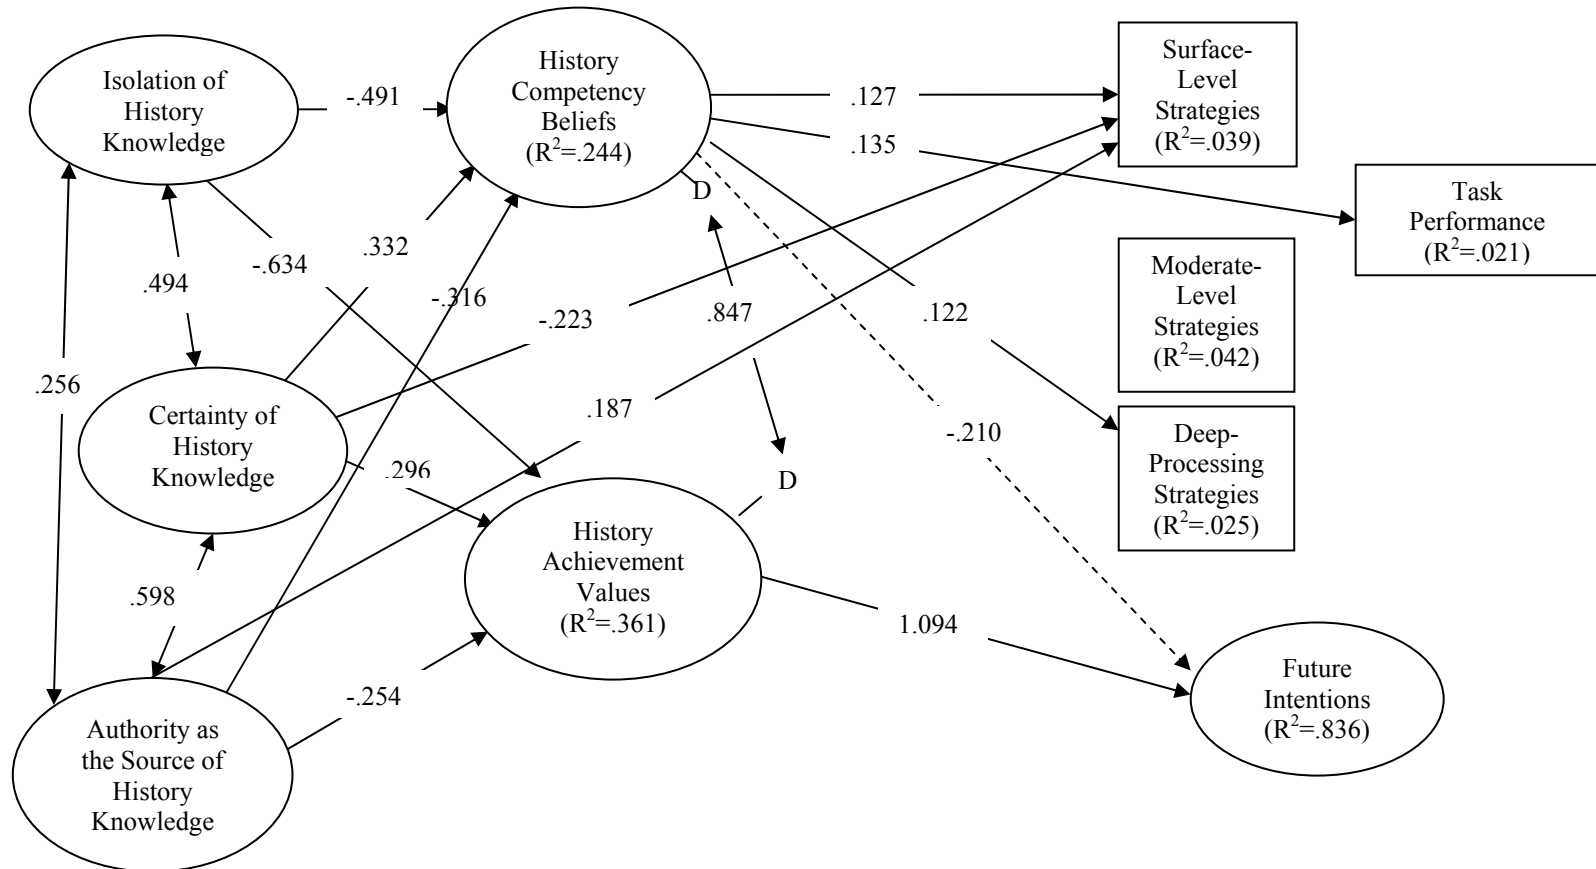 Isolation of
History
Knowledge
-.491
History
Competency
Beliefs
(R²=.244)
.127
.135
Surface-
Level
Strategies
(R²=.039)
Task
Performance
(R²=.021)
D
.332
-.634
.494
-.316
-.223
.847
.122
Moderate-
Level
Strategies
(R²=.042)
.256
Certainty of
History
Knowledge
.187
-.210
.296
D
Deep-
Processing
Strategies
(R²=.025)
History
Achievement
Values
(R²=.361)
.598
1.094
-.254
Future
Intentions
(R²=.836)
Authority as
the Source of
History
Knowledge